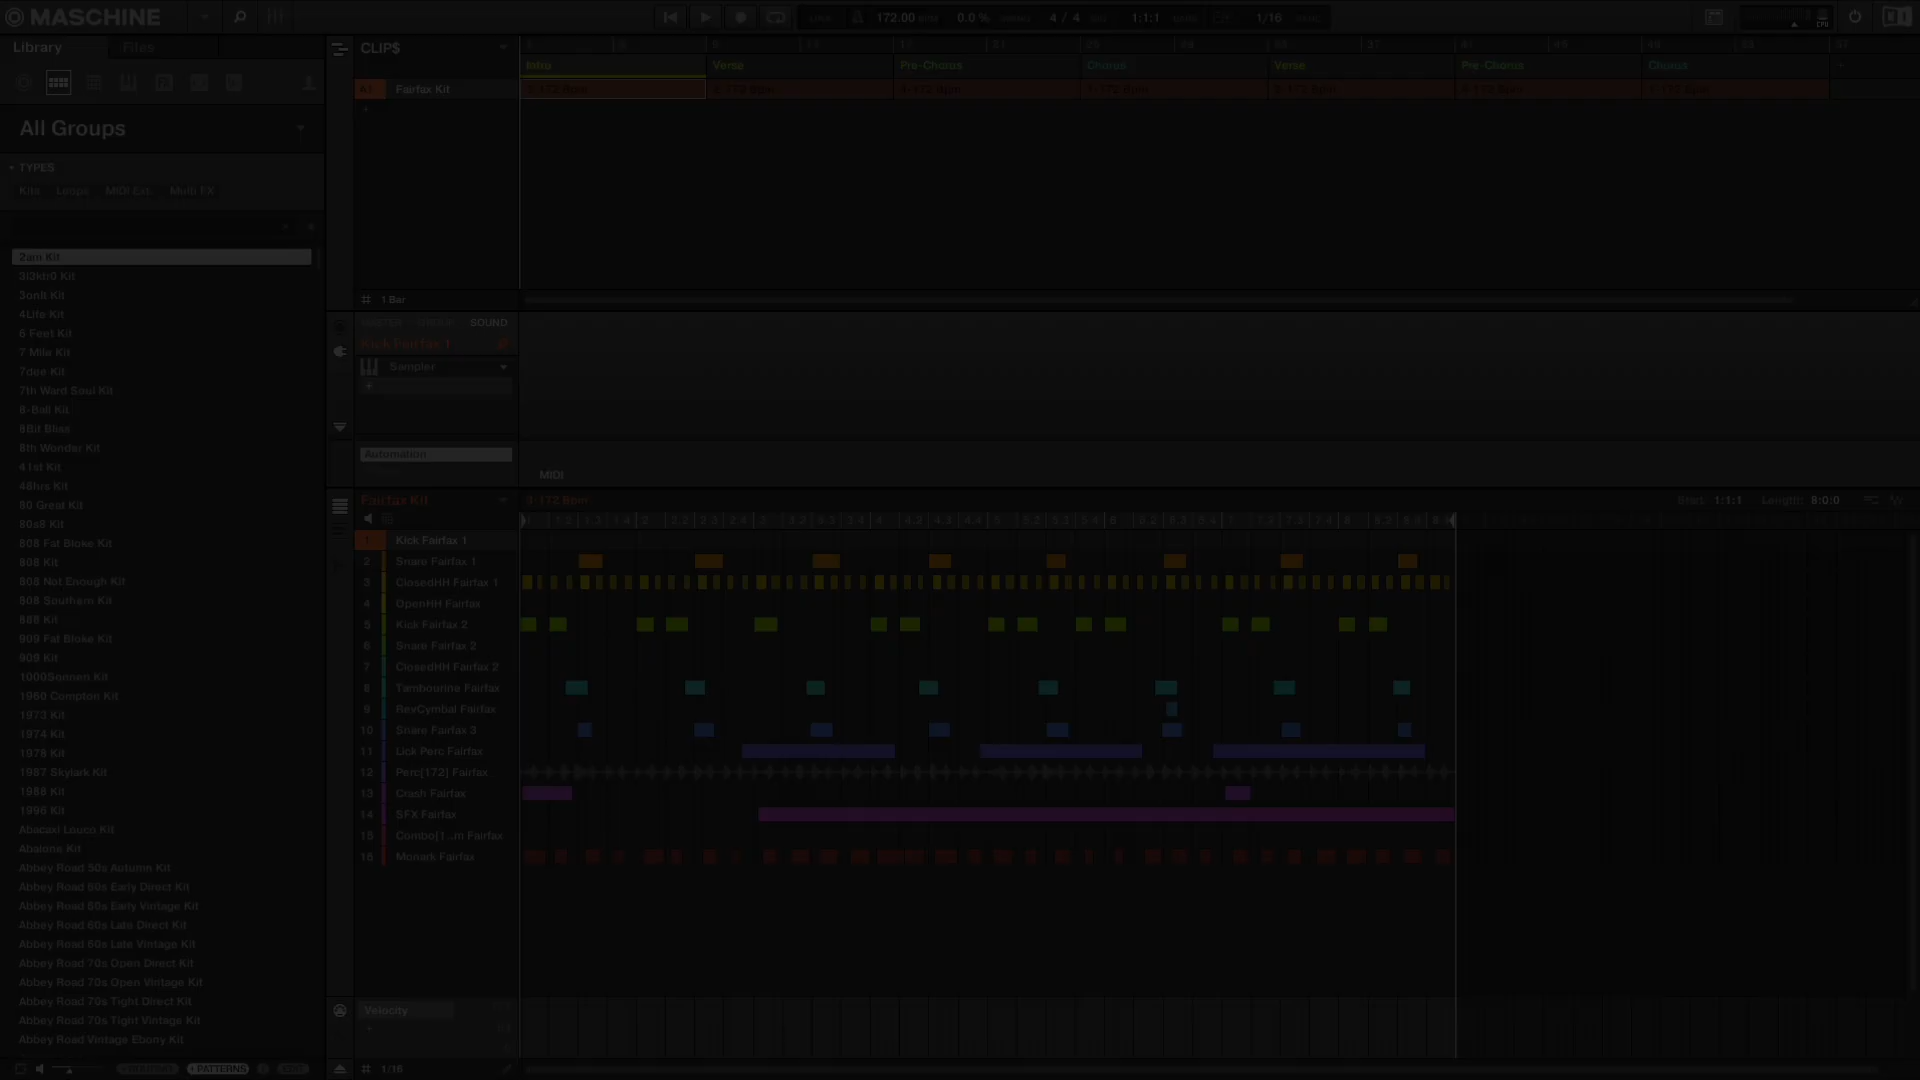 MASCHINE
172.00 BPM 0.0 % 4 / 4 1:1:1 1/16
CPU
Library Files
All Groups
TYPES
Kits Loops MIDI Ext. Multi FX
2am Kit
3l3ktr0 Kit
3onIt Kit
4Life Kit
6 Feet Kit
7 Mile Kit
7dee Kit
7th Ward Soul Kit
8-Ball Kit
8Bit Bliss
8th Wonder Kit
41st Kit
48hrs Kit
80 Great Kit
80s8 Kit
808 Fat Bloke Kit
808 Kit
808 Not Enough Kit
808 Southern Kit
888 Kit
909 Fat Bloke Kit
909 Kit
1000Sonnen Kit
1960 Compton Kit
1973 Kit
1974 Kit
1978 Kit
1987 Skylark Kit
1988 Kit
1996 Kit
Abacaxi Louco Kit
Abalone Kit
Abbey Road 50s Autumn Kit
Abbey Road 60s Early Direct Kit
Abbey Road 60s Early Vintage Kit
Abbey Road 60s Late Direct Kit
Abbey Road 60s Late Vintage Kit
Abbey Road 70s Open Direct Kit
Abbey Road 70s Open Vintage Kit
Abbey Road 70s Tight Direct Kit
Abbey Road 70s Tight Vintage Kit
Abbey Road Vintage Ebony Kit
+PATTERNS EDIT
CLIP$
Intro Verse Pre-Chorus Chorus Verse Pre-Chorus Chorus
A1 Fairfax Kit
1 Bar
MASTER GROUP SOUND
Kick Fairfax 1
Sampler
Automation
MIDI
Fairfax Kit
3-172 Bpm
Start: 1:1:1 Length: 8:0:0
1 Kick Fairfax 1
2 Snare Fairfax 1
3 ClosedHH Fairfax 1
4 OpenHH Fairfax
5 Kick Fairfax 2
6 Snare Fairfax 2
7 ClosedHH Fairfax 2
8 Tambourine Fairfax
9 RevCymbal Fairfax
10 Snare Fairfax 3
11 Lick Perc Fairfax
12 Perc[172] Fairfax
13 Crash Fairfax
14 SFX Fairfax
15 Combo[1..m Fairfax
16 Monark Fairfax
Velocity
1/16